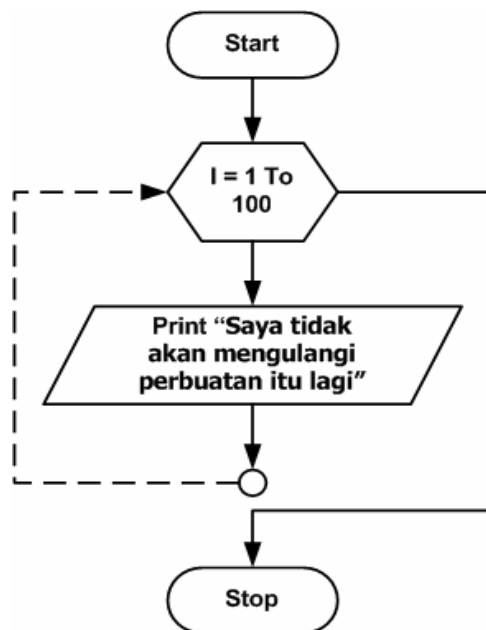 Start
I = 1 To
100
Print “Saya tidak
akan mengulangi
perbuatan itu lagi”
Stop